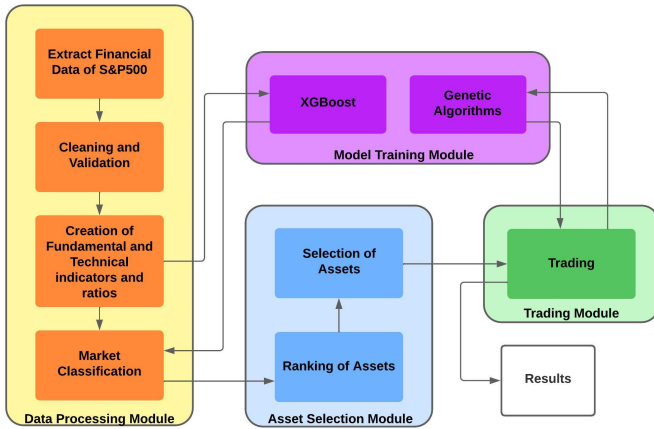 Extract Financial
Data of S&P500
Cleaning and
Validation
Creation of
Fundamental and
Technical
indicators and
ratios
Market
Classification
Data Processing Module
XGBoost
Genetic
Algorithms
Model Training Module
Selection of
Assets
Ranking of Assets
Asset Selection Module
Trading
Trading Module
Results